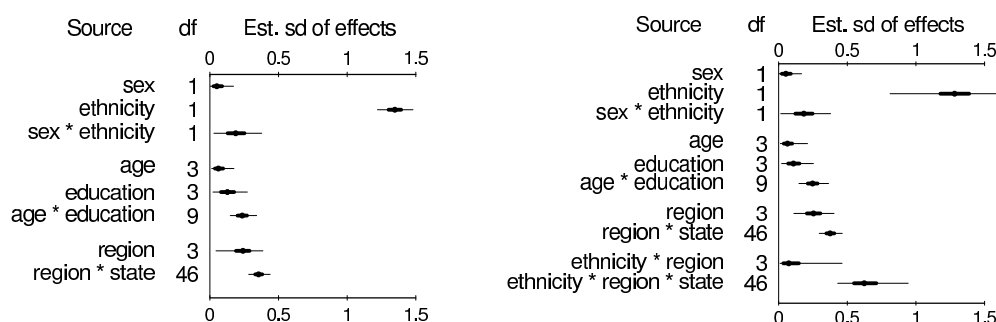 Source df Est. sd of effects
0 0.5 1 1.5
sex 1
ethnicity 1
sex * ethnicity 1
age 3
education 3
age * education 9
region 3
region * state 46
0 0.5 1 1.5
Source df Est. sd of effects
0 0.5 1 1.5
sex 1
ethnicity 1
sex * ethnicity 1
age 3
education 3
age * education 9
region 3
region * state 46
ethnicity * region 3
ethnicity * region * state 46
0 0.5 1 1.5